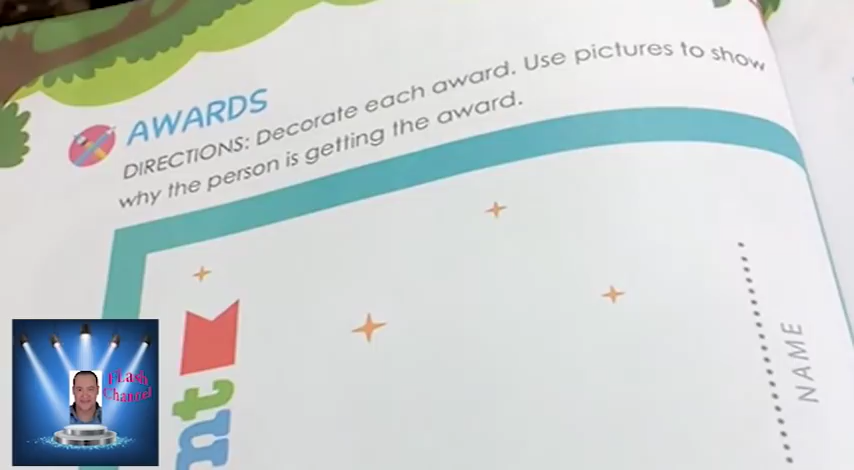 AWARDS
DIRECTIONS: Decorate each award. Use pictures to show
why the person is getting the award.
NAME
nt
FLash
Channel